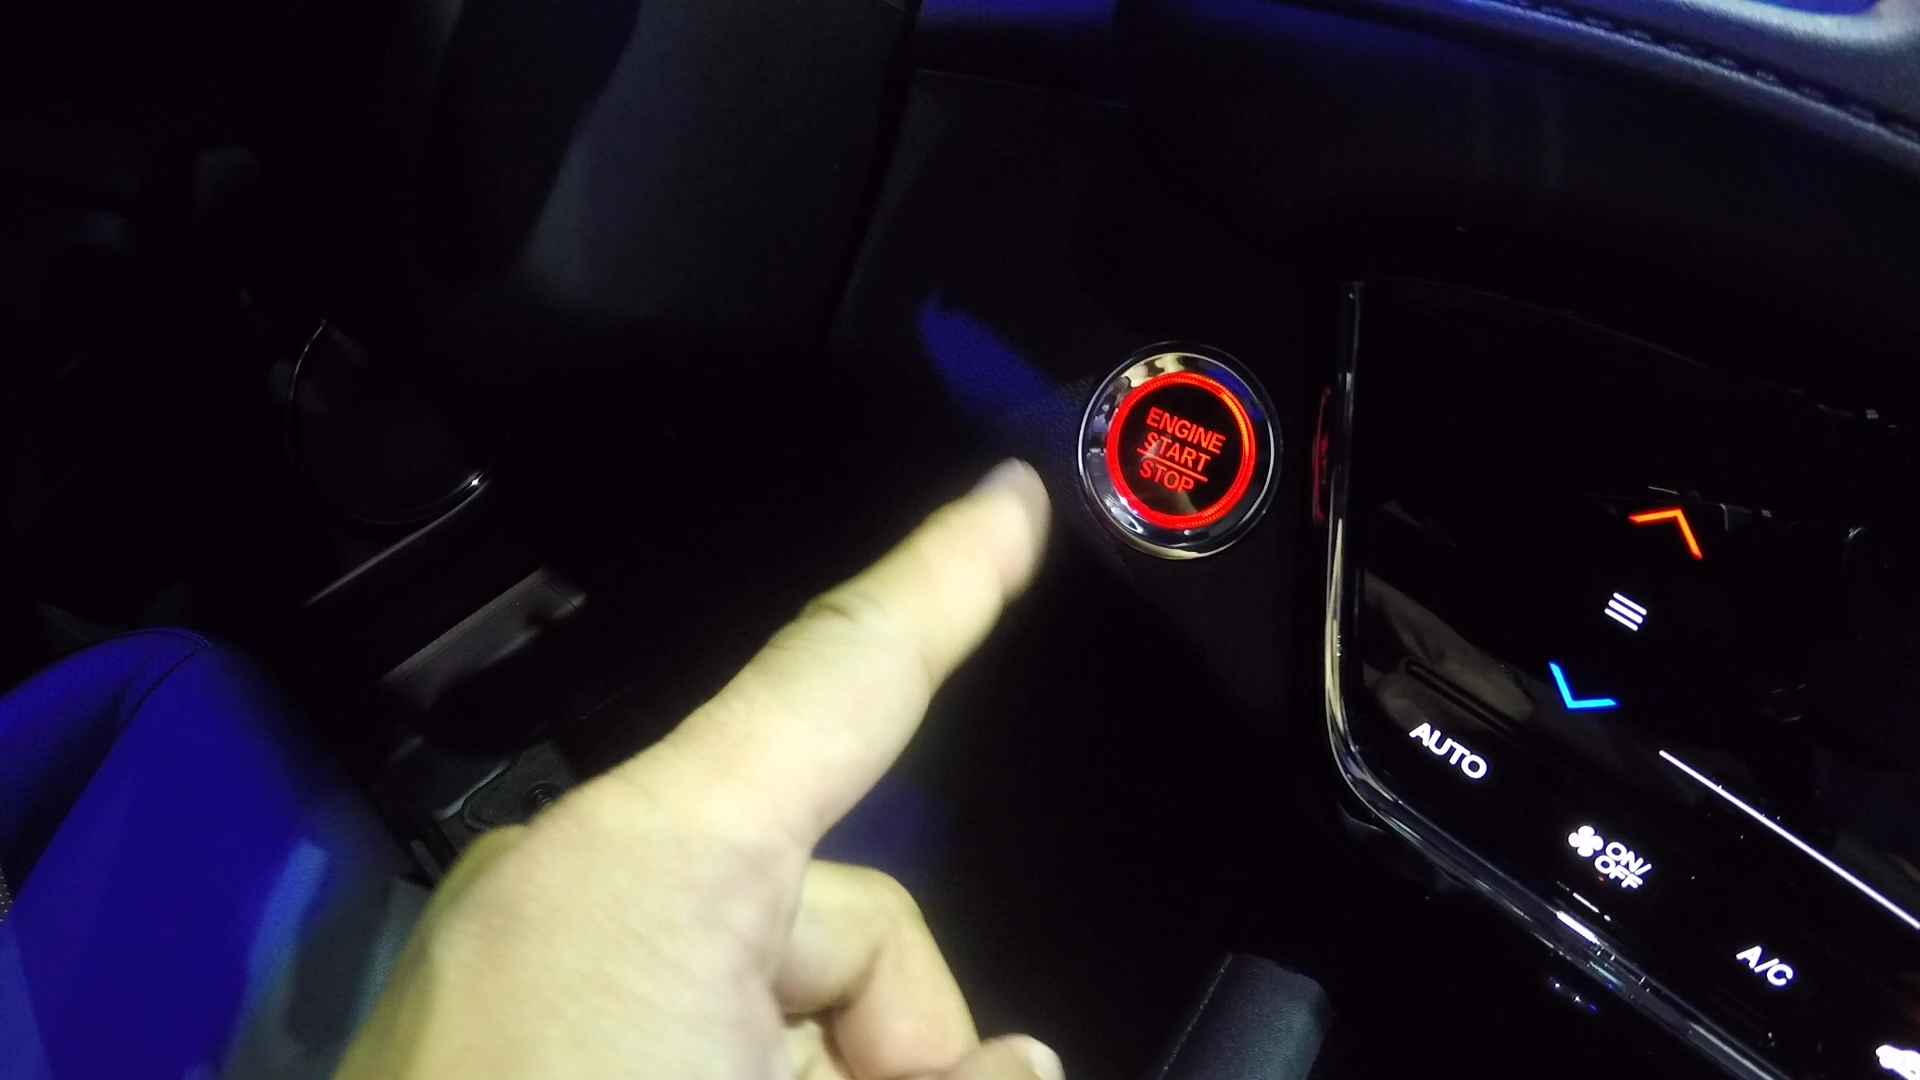 ENGINE
START
STOP
AUTO
ON/
OFF
A/C